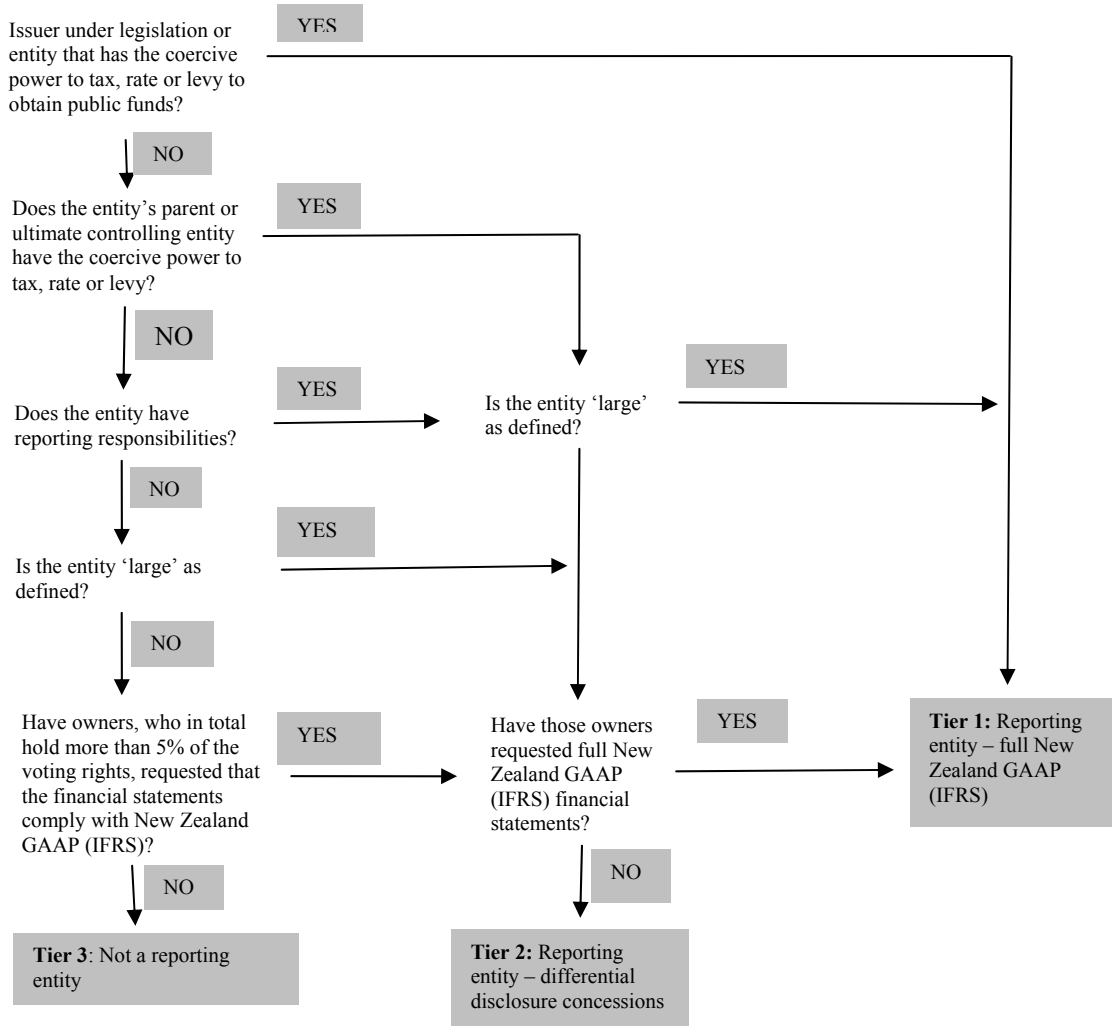 Issuer under legislation or
entity that has the coercive
power to tax, rate or levy to
obtain public funds?
YES
NO
Does the entity’s parent or
ultimate controlling entity
have the coercive power to
tax, rate or levy?
YES
NO
Does the entity have
reporting responsibilities?
YES
Is the entity ‘large’
as defined?
YES
NO
Is the entity ‘large’ as
defined?
YES
NO
Have owners, who in total
hold more than 5% of the
voting rights, requested that
the financial statements
comply with New Zealand
GAAP (IFRS)?
YES
Have those owners
requested full New
Zealand GAAP
(IFRS) financial
statements?
YES
Tier 1: Reporting
entity – full New
Zealand GAAP
(IFRS)
NO
NO
Tier 3: Not a reporting
entity
Tier 2: Reporting
entity – differential
disclosure concessions